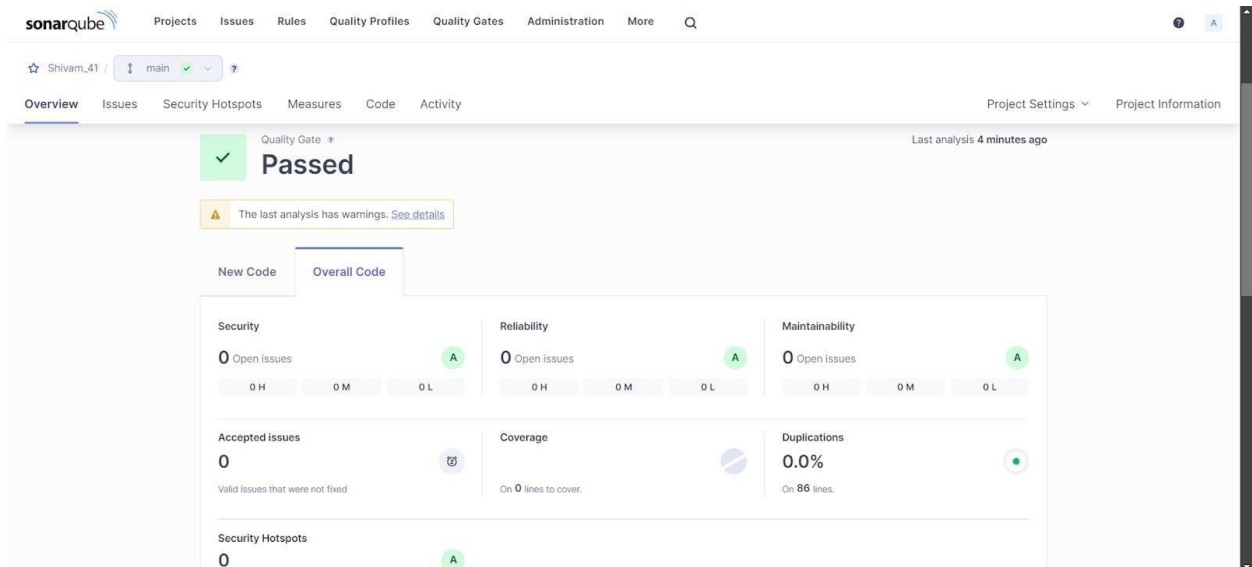 sonarqube Projects Issues Rules Quality Profiles Quality Gates Administration More ? A
Shivam_41 / main ?
Overview Issues Security Hotspots Measures Code Activity Project Settings Project Information
Quality Gate ? Last analysis 4 minutes ago
Passed
The last analysis has warnings. See details
New Code Overall Code
Security Reliability Maintainability
0 Open issues A 0 Open issues A 0 Open issues A
0 H 0 M 0 L 0 H 0 M 0 L 0 H 0 M 0 L
Accepted issues Coverage Duplications
0 0.0%
Valid issues that were not fixed On 0 lines to cover. On 86 lines.
Security Hotspots
0 A